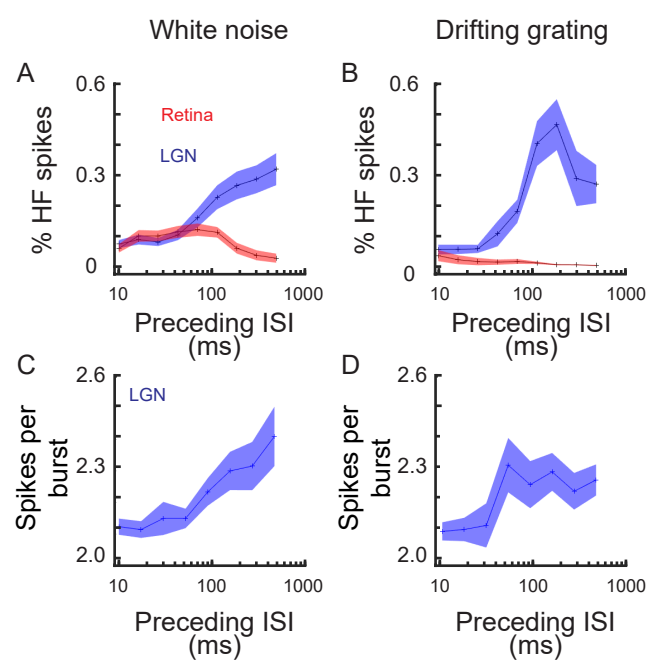 White noise
Drifting grating
A
B
0.6
0.3
0
% HF spikes
Retina
LGN
10
100
1000
Preceding ISI
(ms)
0.6
0.3
0
% HF spikes
10
100
1000
Preceding ISI
(ms)
C
D
2.6
2.3
2.0
Spikes per
burst
LGN
10
100
1000
Preceding ISI
(ms)
2.6
2.3
2.0
Spikes per
burst
10
100
1000
Preceding ISI
(ms)